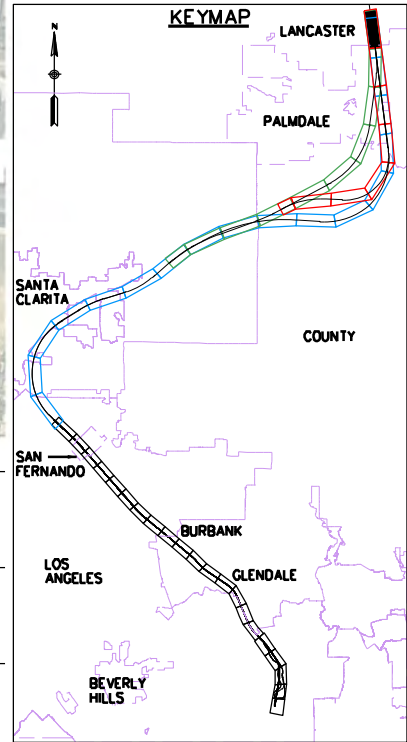 KEYMAP
N
LANCASTER
PALMDALE
SANTA
CLARITA
COUNTY
SAN
FERNANDO
BURBANK
LOS
ANGELES
GLENDALE
BEVERLY
HILLS